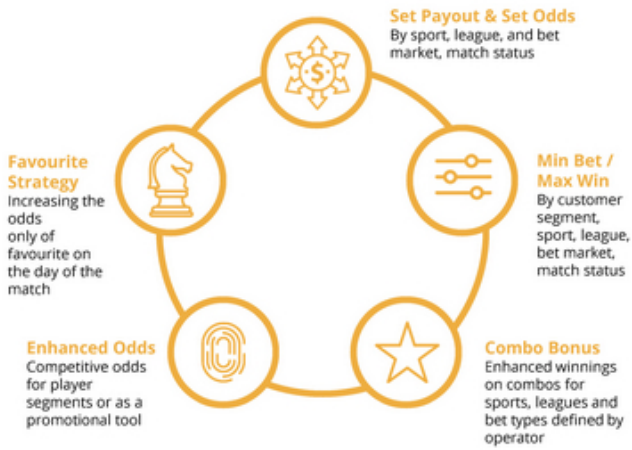 Set Payout & Set Odds
By sport, league, and bet
market, match status
Min Bet /
Max Win
By customer
segment,
sport, league,
bet market,
match status
Combo Bonus
Enhanced winnings
on combos for
sports, leagues and
bet types defined by
operator
Enhanced Odds
Competitive odds
for player
segments or as a
promotional tool
Favourite
Strategy
Increasing the
odds
only of
favourite on
the day of the
match
$